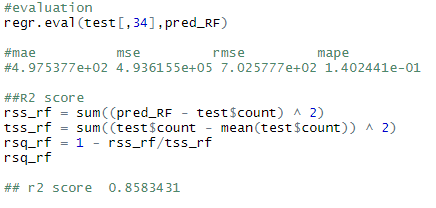 #evaluation
regr.eval(test[,34],pred_RF)
#mae mse rmse mape
#4.975377e+02 4.936155e+05 7.025777e+02 1.402441e-01
##R2 score
rss_rf = sum((pred_RF - test$count) ^ 2)
tss_rf = sum((test$count - mean(test$count)) ^ 2)
rsq_rf = 1 - rss_rf/tss_rf
rsq_rf
## r2 score 0.8583431